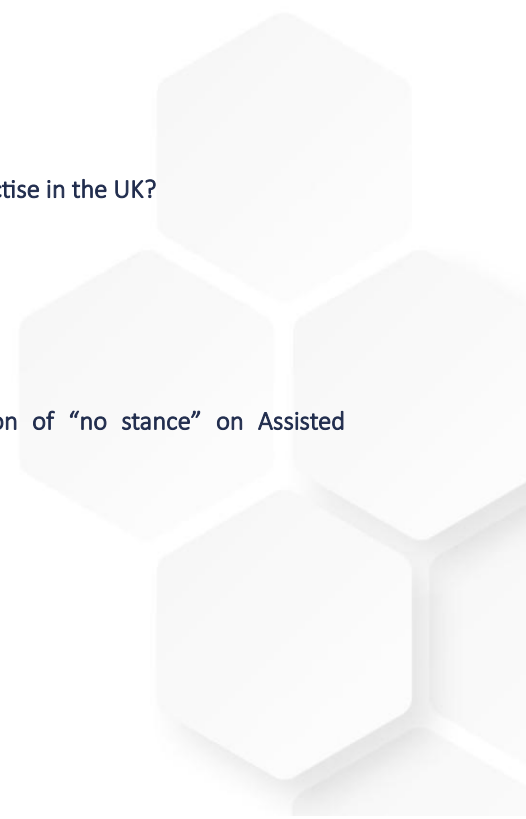 ctise in the UK?
on of “no stance” on Assisted